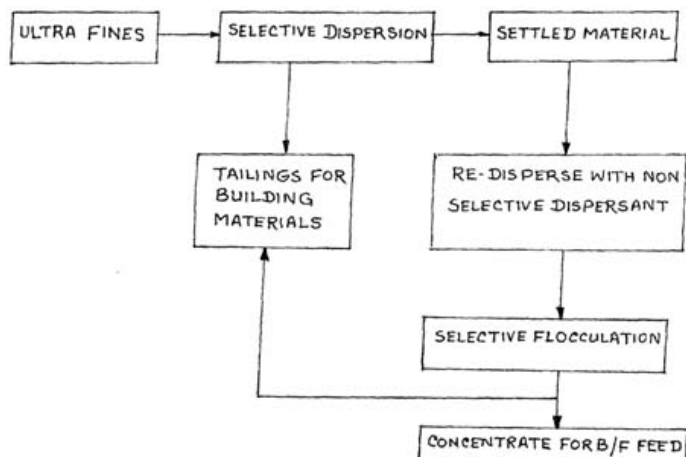 ULTRA FINES
SELECTIVE DISPERSION
SETTLED MATERIAL
TAILINGS FOR
BUILDING
MATERIALS
RE-DISPERSE WITH NON
SELECTIVE DISPERSANT
SELECTIVE FLOCCULATION
CONCENTRATE FOR B/F FEED